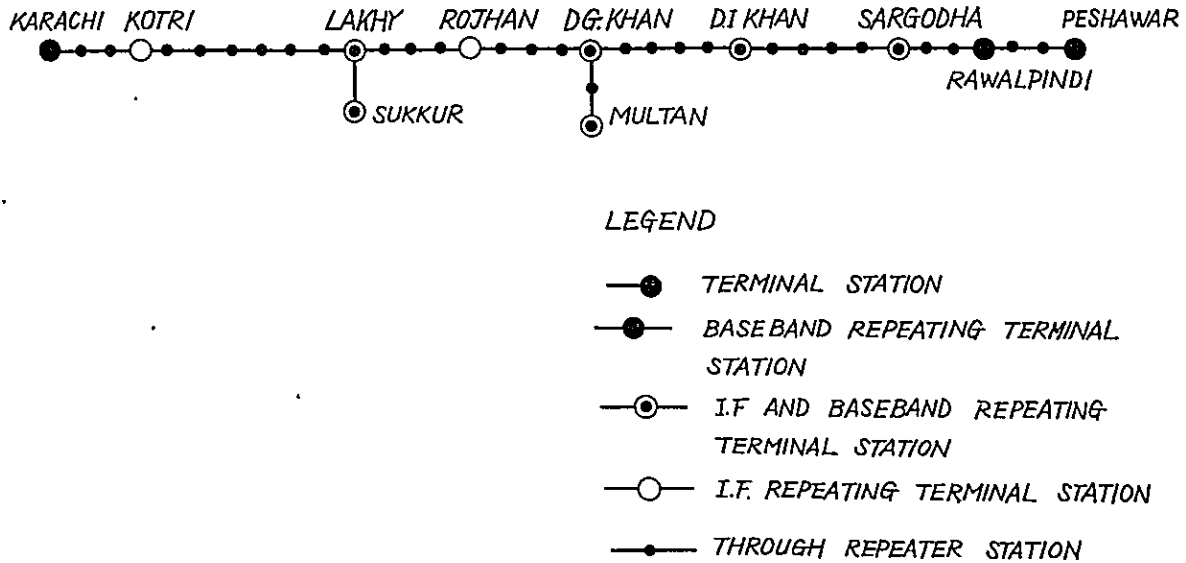 KARACHI KOTRI LAKHY ROJHAN DG.KHAN D.I KHAN SARGODHA PESHAWAR
RAWALPINDI
SUKKUR MULTAN
LEGEND
TERMINAL STATION
BASEBAND REPEATING TERMINAL
STATION
I.F AND BASEBAND REPEATING
TERMINAL STATION
I.F. REPEATING TERMINAL STATION
THROUGH REPEATER STATION